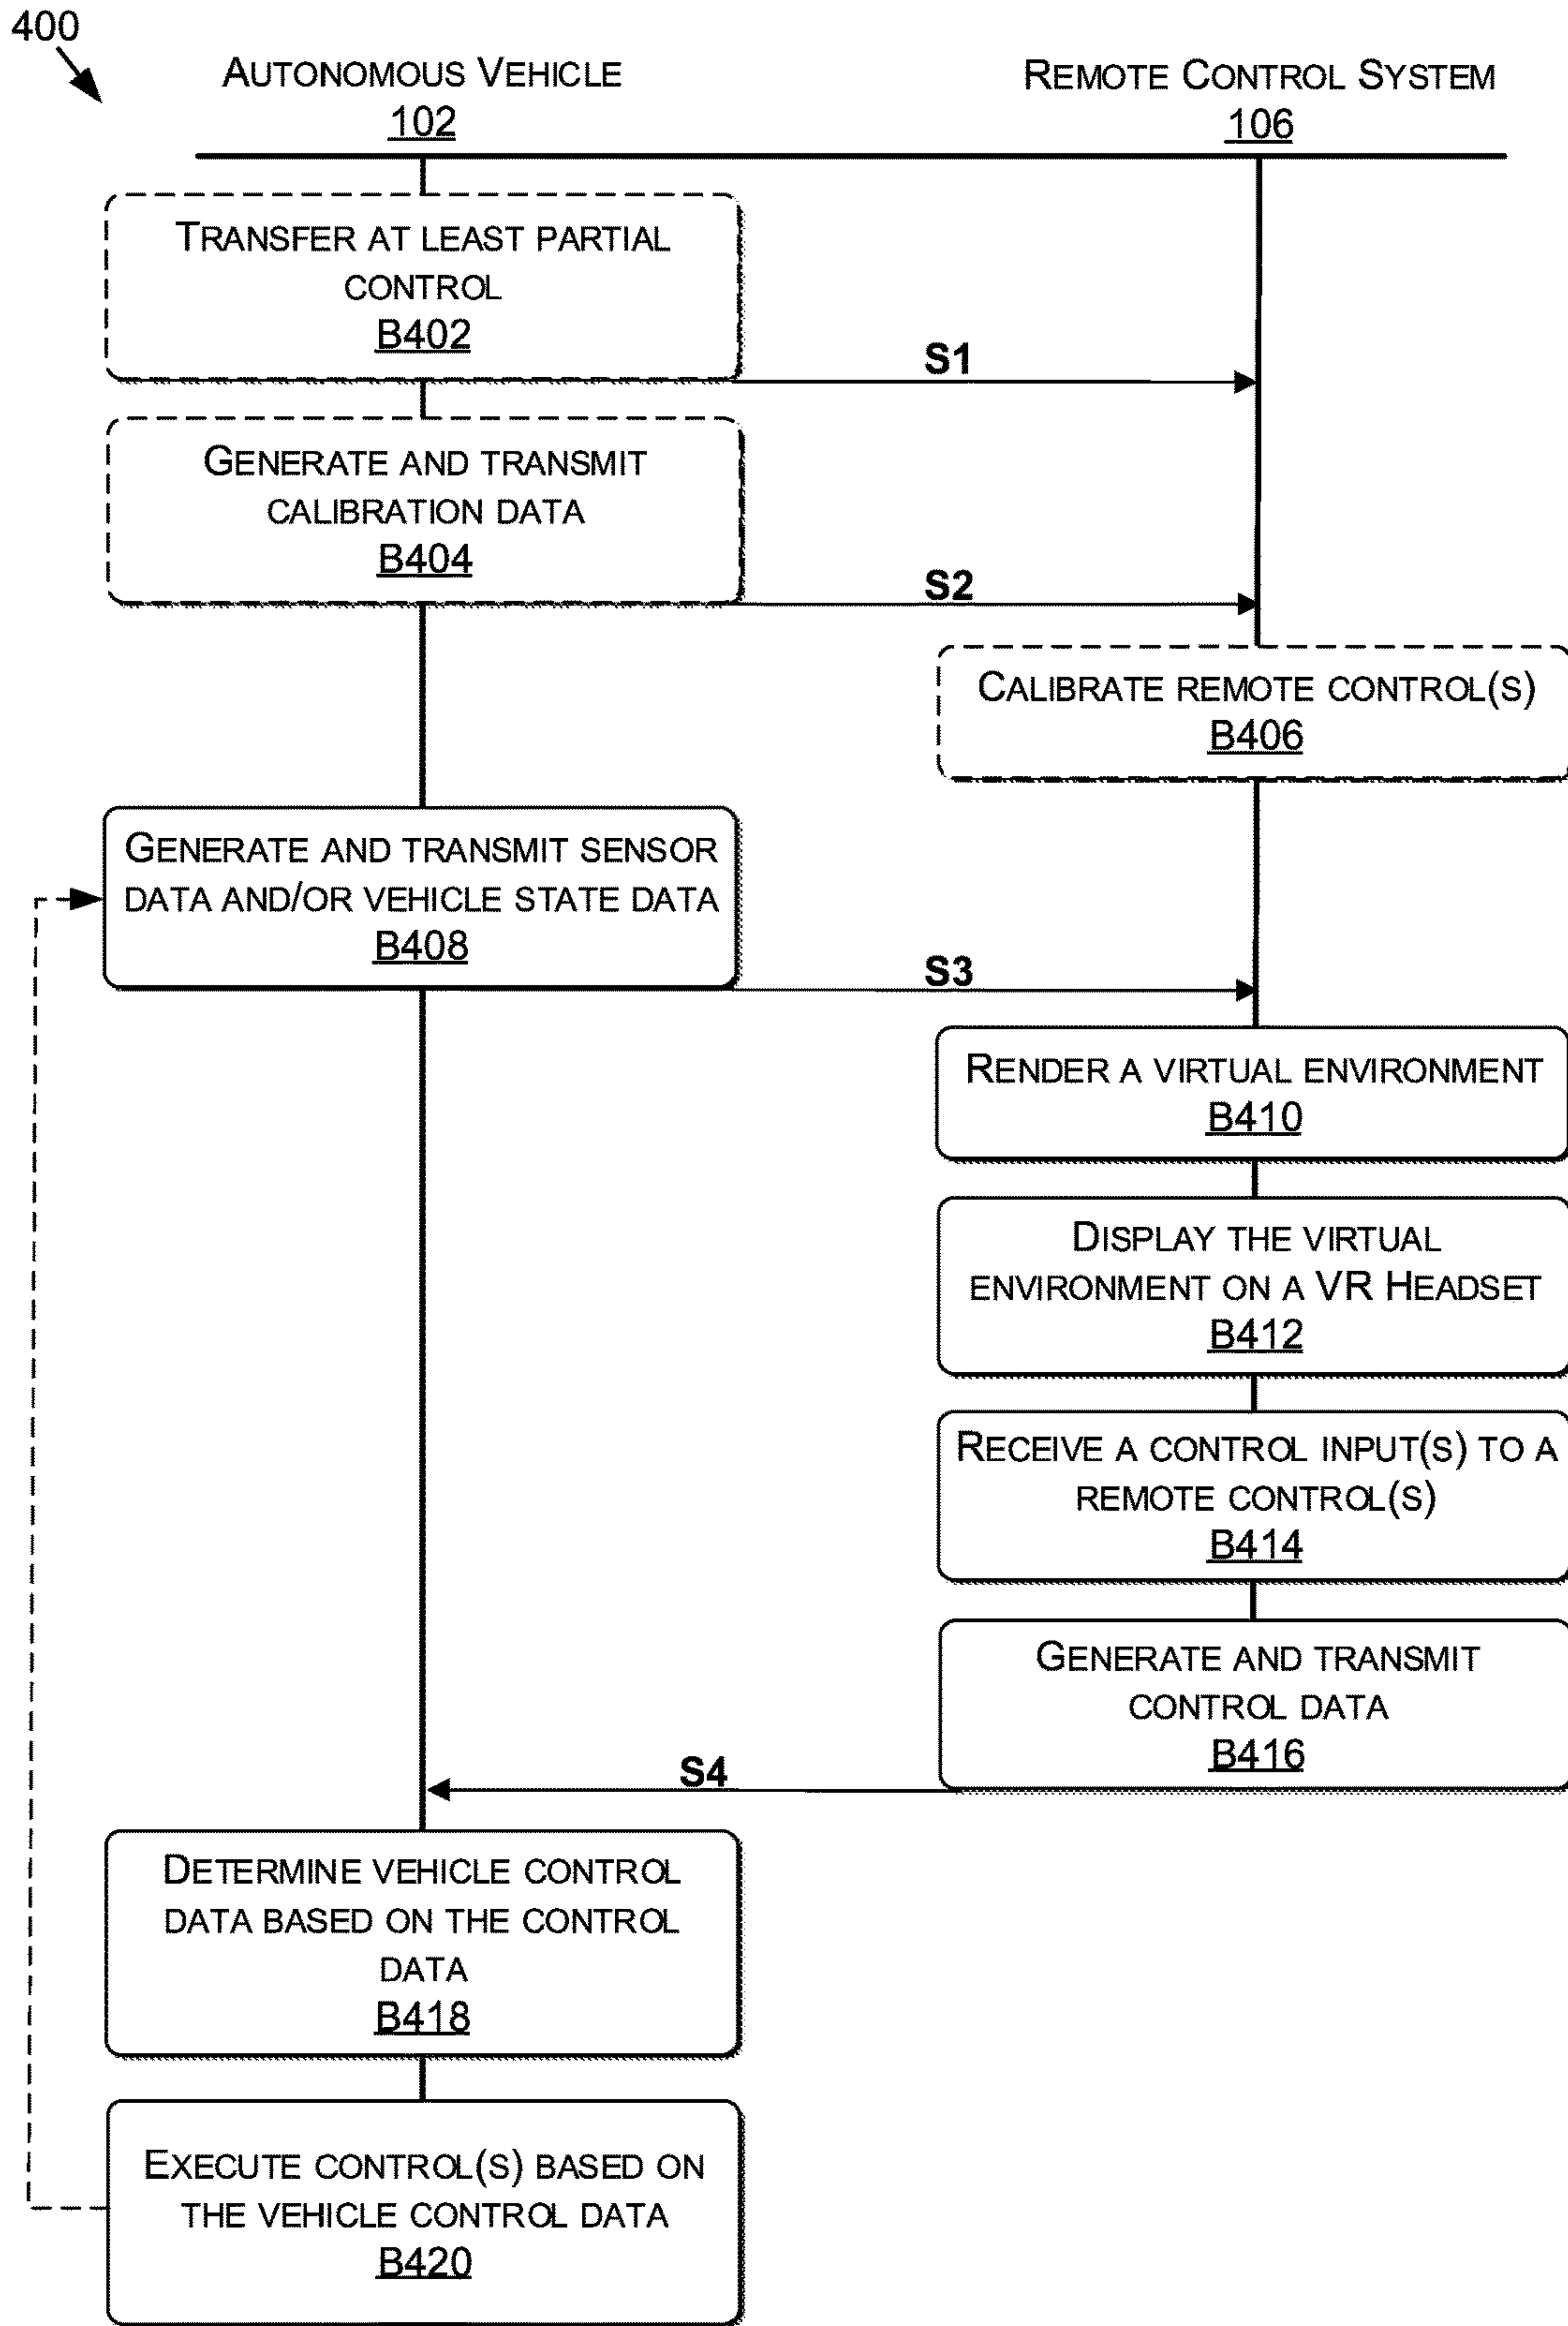 400
AUTONOMOUS VEHICLE
102
REMOTE CONTROL SYSTEM
106
TRANSFER AT LEAST PARTIAL
CONTROL
B402
S1
GENERATE AND TRANSMIT
CALIBRATION DATA
B404
S2
CALIBRATE REMOTE CONTROL(S)
B406
GENERATE AND TRANSMIT SENSOR
DATA AND/OR VEHICLE STATE DATA
B408
S3
RENDER A VIRTUAL ENVIRONMENT
B410
DISPLAY THE VIRTUAL
ENVIRONMENT ON A VR HEADSET
B412
RECEIVE A CONTROL INPUT(S) TO A
REMOTE CONTROL(S)
B414
GENERATE AND TRANSMIT
CONTROL DATA
B416
S4
DETERMINE VEHICLE CONTROL
DATA BASED ON THE CONTROL
DATA
B418
EXECUTE CONTROL(S) BASED ON
THE VEHICLE CONTROL DATA
B420